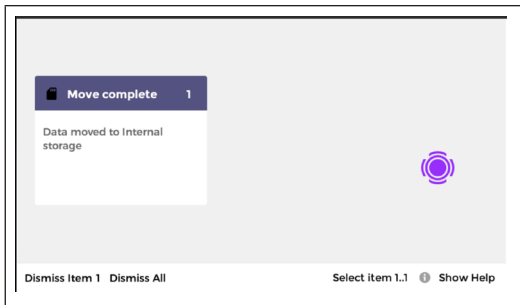 Move complete 1
Data moved to Internal
storage
Dismiss Item 1 Dismiss All
Select item 1..1 Show Help